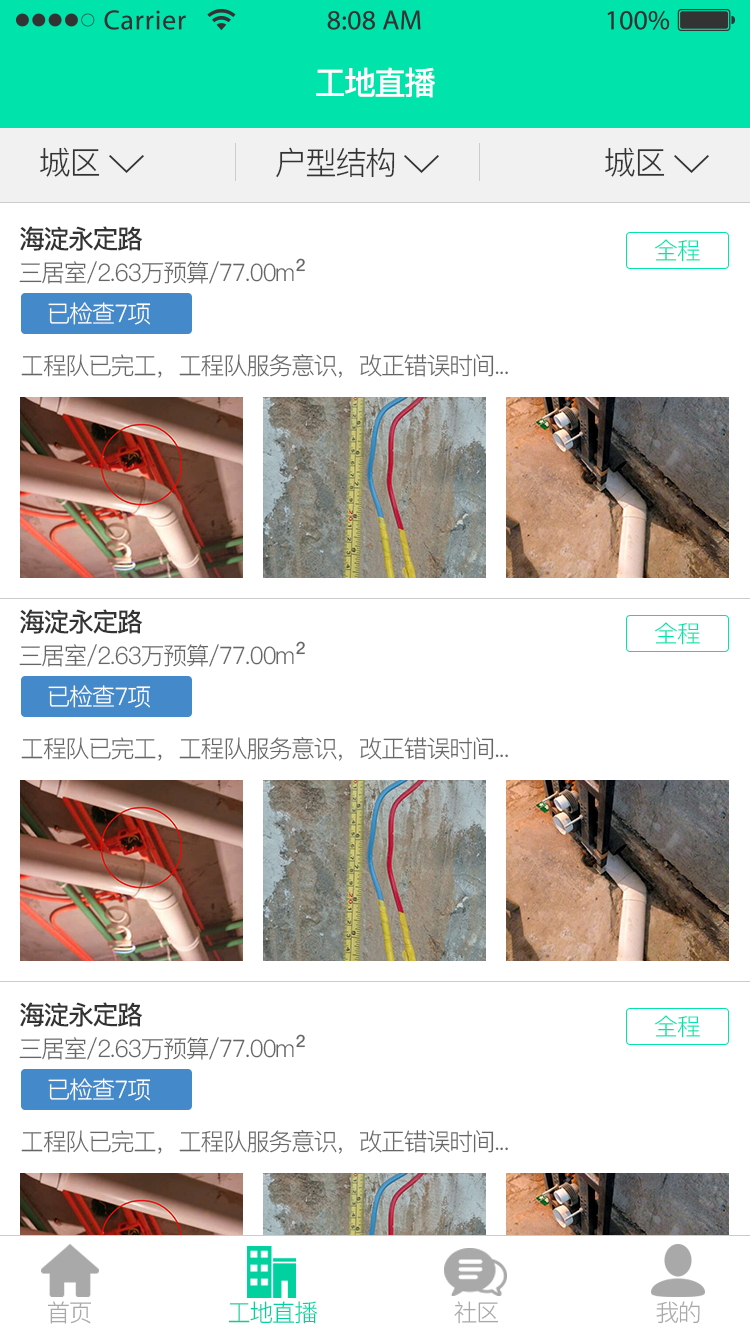 Carrier 8:08 AM 100%
工地直播
城区 户型结构 城区
海淀永定路
全程
三居室/2.63万预算/77.00m²
已检查7项
工程队已完工，工程队服务意识，改正错误时间...
海淀永定路
全程
三居室/2.63万预算/77.00m²
已检查7项
工程队已完工，工程队服务意识，改正错误时间...
海淀永定路
全程
三居室/2.63万预算/77.00m²
已检查7项
工程队已完工，工程队服务意识，改正错误时间...
首页 工地直播 社区 我的